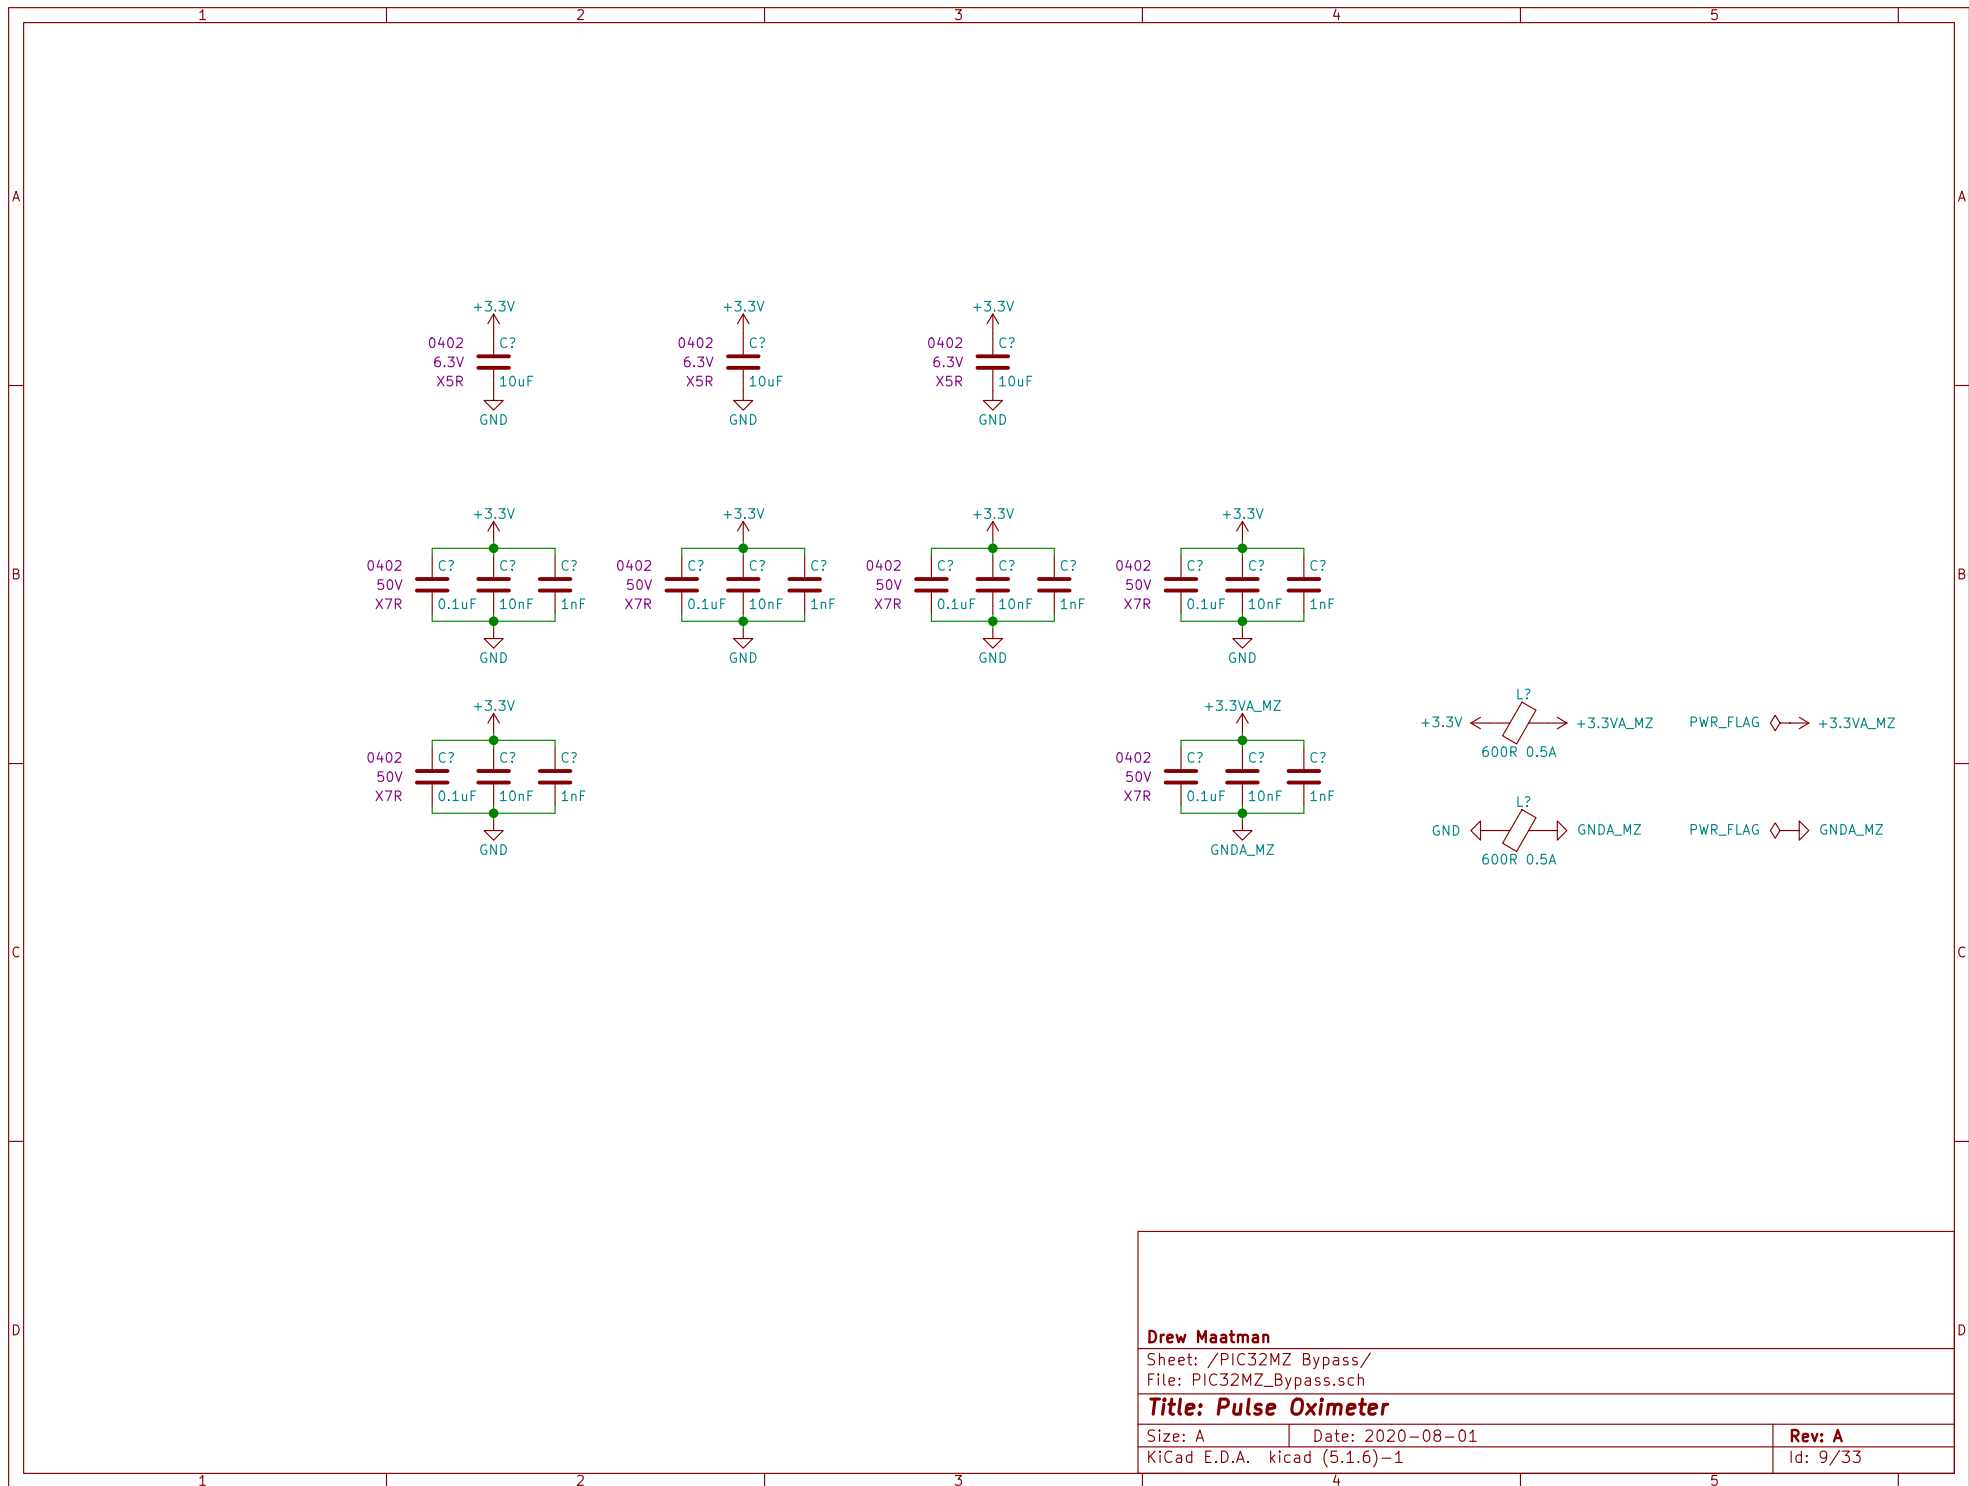 1 2 3 4 5
A A
+3.3V +3.3V +3.3V
0402 C? 0402 C? 0402 C?
6.3V 6.3V 6.3V
X5R 10uF X5R 10uF X5R 10uF
GND GND GND
+3.3V +3.3V +3.3V +3.3V
0402 C? C? C? 0402 C? C? C? 0402 C? C? C? 0402 C? C? C?
B B
50V 50V 50V 50V
X7R 0.1uF 10nF 1nF X7R 0.1uF 10nF 1nF X7R 0.1uF 10nF 1nF X7R 0.1uF 10nF 1nF
GND GND GND GND
L?
+3.3V +3.3VA_MZ
+3.3V +3.3VA_MZ PWR_FLAG +3.3VA_MZ
600R 0.5A
0402 C? C? C? 0402 C? C? C?
50V 50V
X7R 0.1uF 10nF 1nF X7R 0.1uF 10nF 1nF
L?
GND GNDA_MZ PWR_FLAG GNDA_MZ
GND GNDA_MZ
600R 0.5A
C C
D D
Drew Maatman
Sheet: /PIC32MZ Bypass/
File: PIC32MZ_Bypass.sch
Title: Pulse Oximeter
Size: A Date: 2020-08-01 Rev: A
KiCad E.D.A. kicad (5.1.6)-1 Id: 9/33
1 2 3 4 5